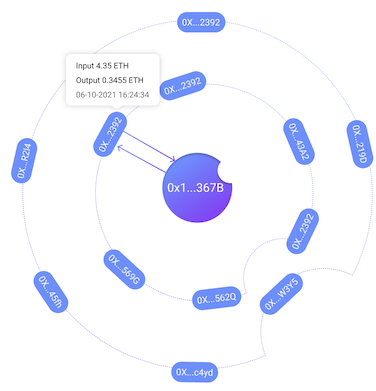 0X...2392
Input 4.35 ETH
Output 0.3455 ETH
06-10-2021 16:24:34
0X...2392
0X...2392
0X...43A2
0X...219D
0X...R2I4
0x1...367B
0X...2392
0X...569G
0X...562Q
0X...W3Y5
0X...45fh
0X...c4yd